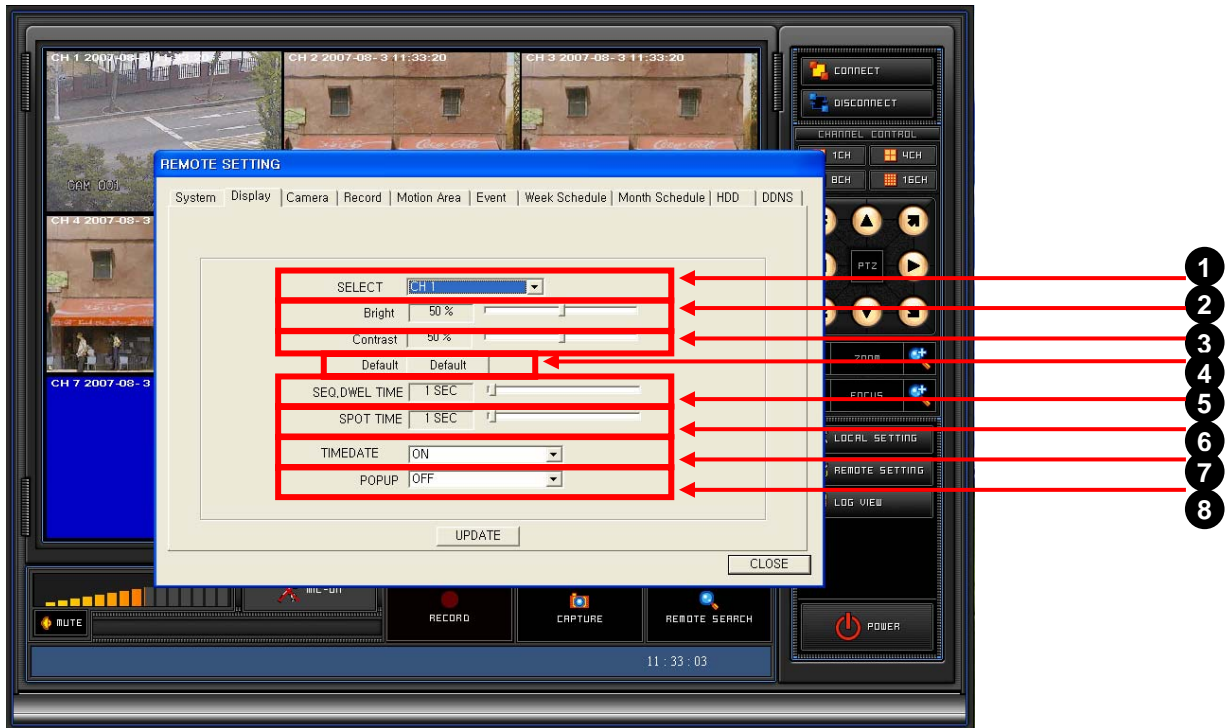 CH 2 2007-08- 3 11:33:20
CH 3 2007-08- 3 11:33:20
CONNECT
DISCONNECT
CHANNEL CONTROL
1CH
4CH
8CH
16CH
CAM 001
REMOTE SETTING
System
Display
Camera
Record
Motion Area
Event
Week Schedule
Month Schedule
HDD
DDNS
CH 4 2007-08- 3
PTZ
SELECT
CH 1
1
Bright
50 %
2
Contrast
50 %
3
ZOOM
Default
Default
4
CH 7 2007-08- 3
SEQ,DWEL TIME
1 SEC
5
FOCUS
SPOT TIME
1 SEC
6
LOCAL SETTING
TIMEDATE
ON
7
REMOTE SETTING
POPUP
OFF
8
LOG VIEW
UPDATE
CLOSE
MIC-ON
MUTE
RECORD
CAPTURE
REMOTE SEARCH
POWER
11 : 33 : 03